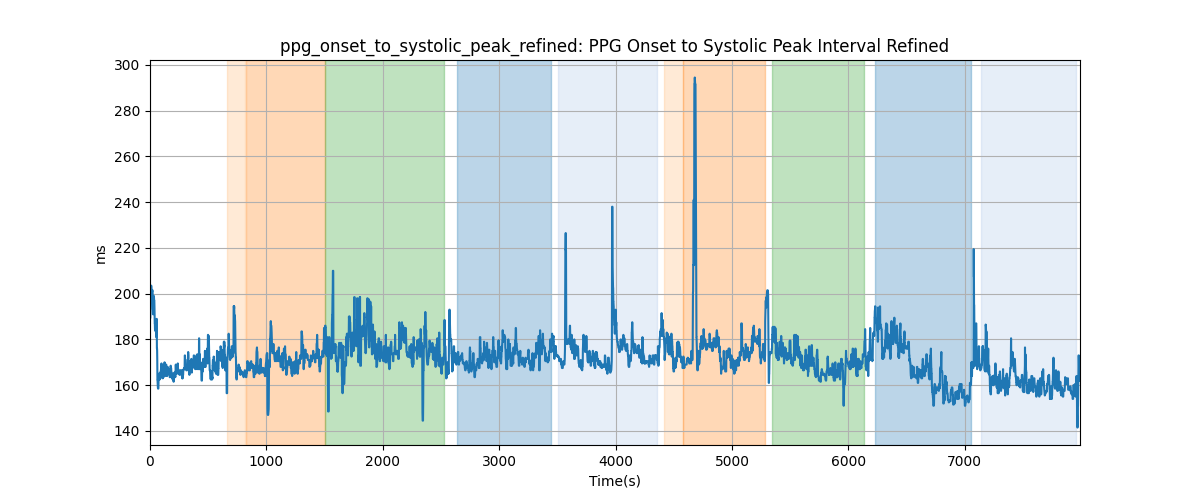 ppg_onset_to_systolic_peak_refined: PPG Onset to Systolic Peak Interval Refined
300
280
260
240
220
200
180
160
140
ms
0 1000 2000 3000 4000 5000 6000 7000
Time(s)